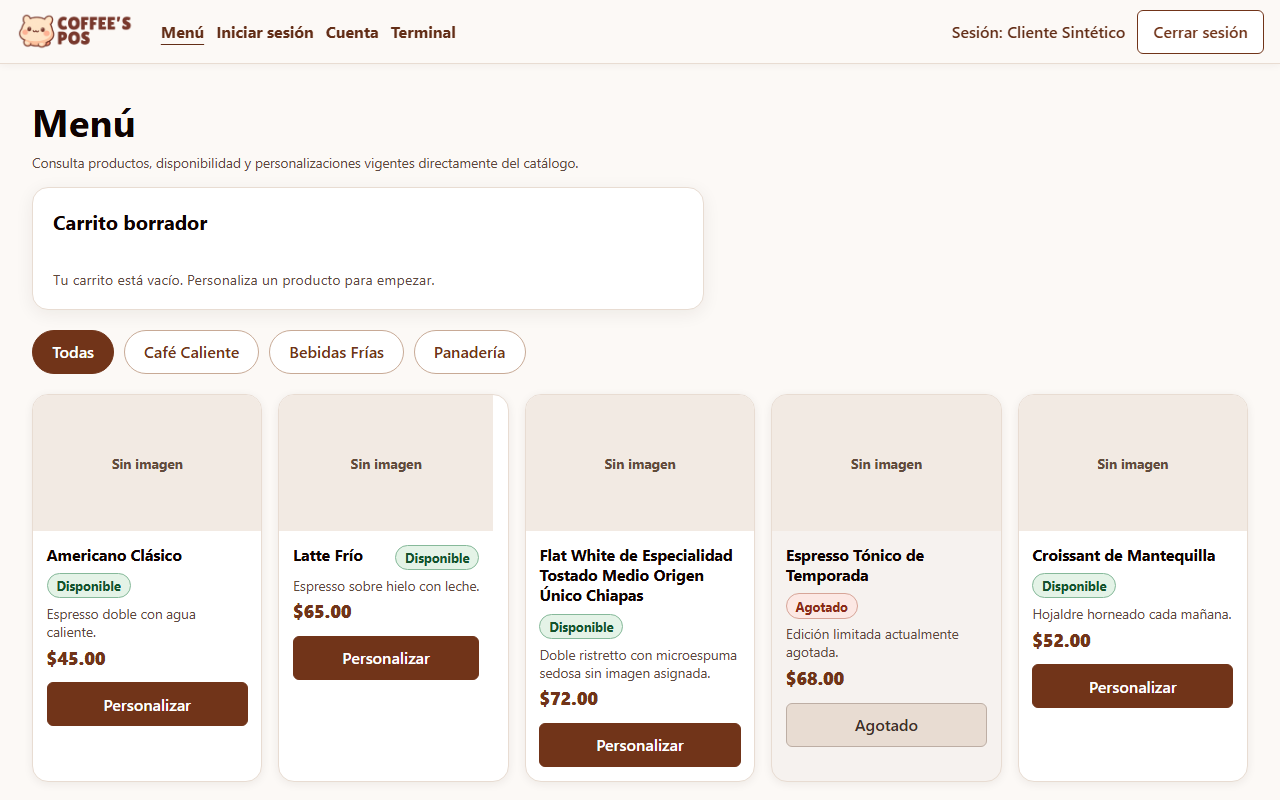 COFFEE'S
POS
Menú Iniciar sesión Cuenta Terminal
Sesión: Cliente Sintético
Cerrar sesión
Menú
Consulta productos, disponibilidad y personalizaciones vigentes directamente del catálogo.
Carrito borrador
Tu carrito está vacío. Personaliza un producto para empezar.
Todas
Café Caliente
Bebidas Frías
Panadería
Sin imagen
Americano Clásico
Disponible
Espresso doble con agua
caliente.
$45.00
Personalizar
Sin imagen
Latte Frío
Disponible
Espresso sobre hielo con leche.
$65.00
Personalizar
Sin imagen
Flat White de Especialidad
Tostado Medio Origen
Único Chiapas
Disponible
Doble ristretto con microespuma
sedosa sin imagen asignada.
$72.00
Personalizar
Sin imagen
Espresso Tónico de
Temporada
Agotado
Edición limitada actualmente
agotada.
$68.00
Agotado
Sin imagen
Croissant de Mantequilla
Disponible
Hojaldre horneado cada mañana.
$52.00
Personalizar